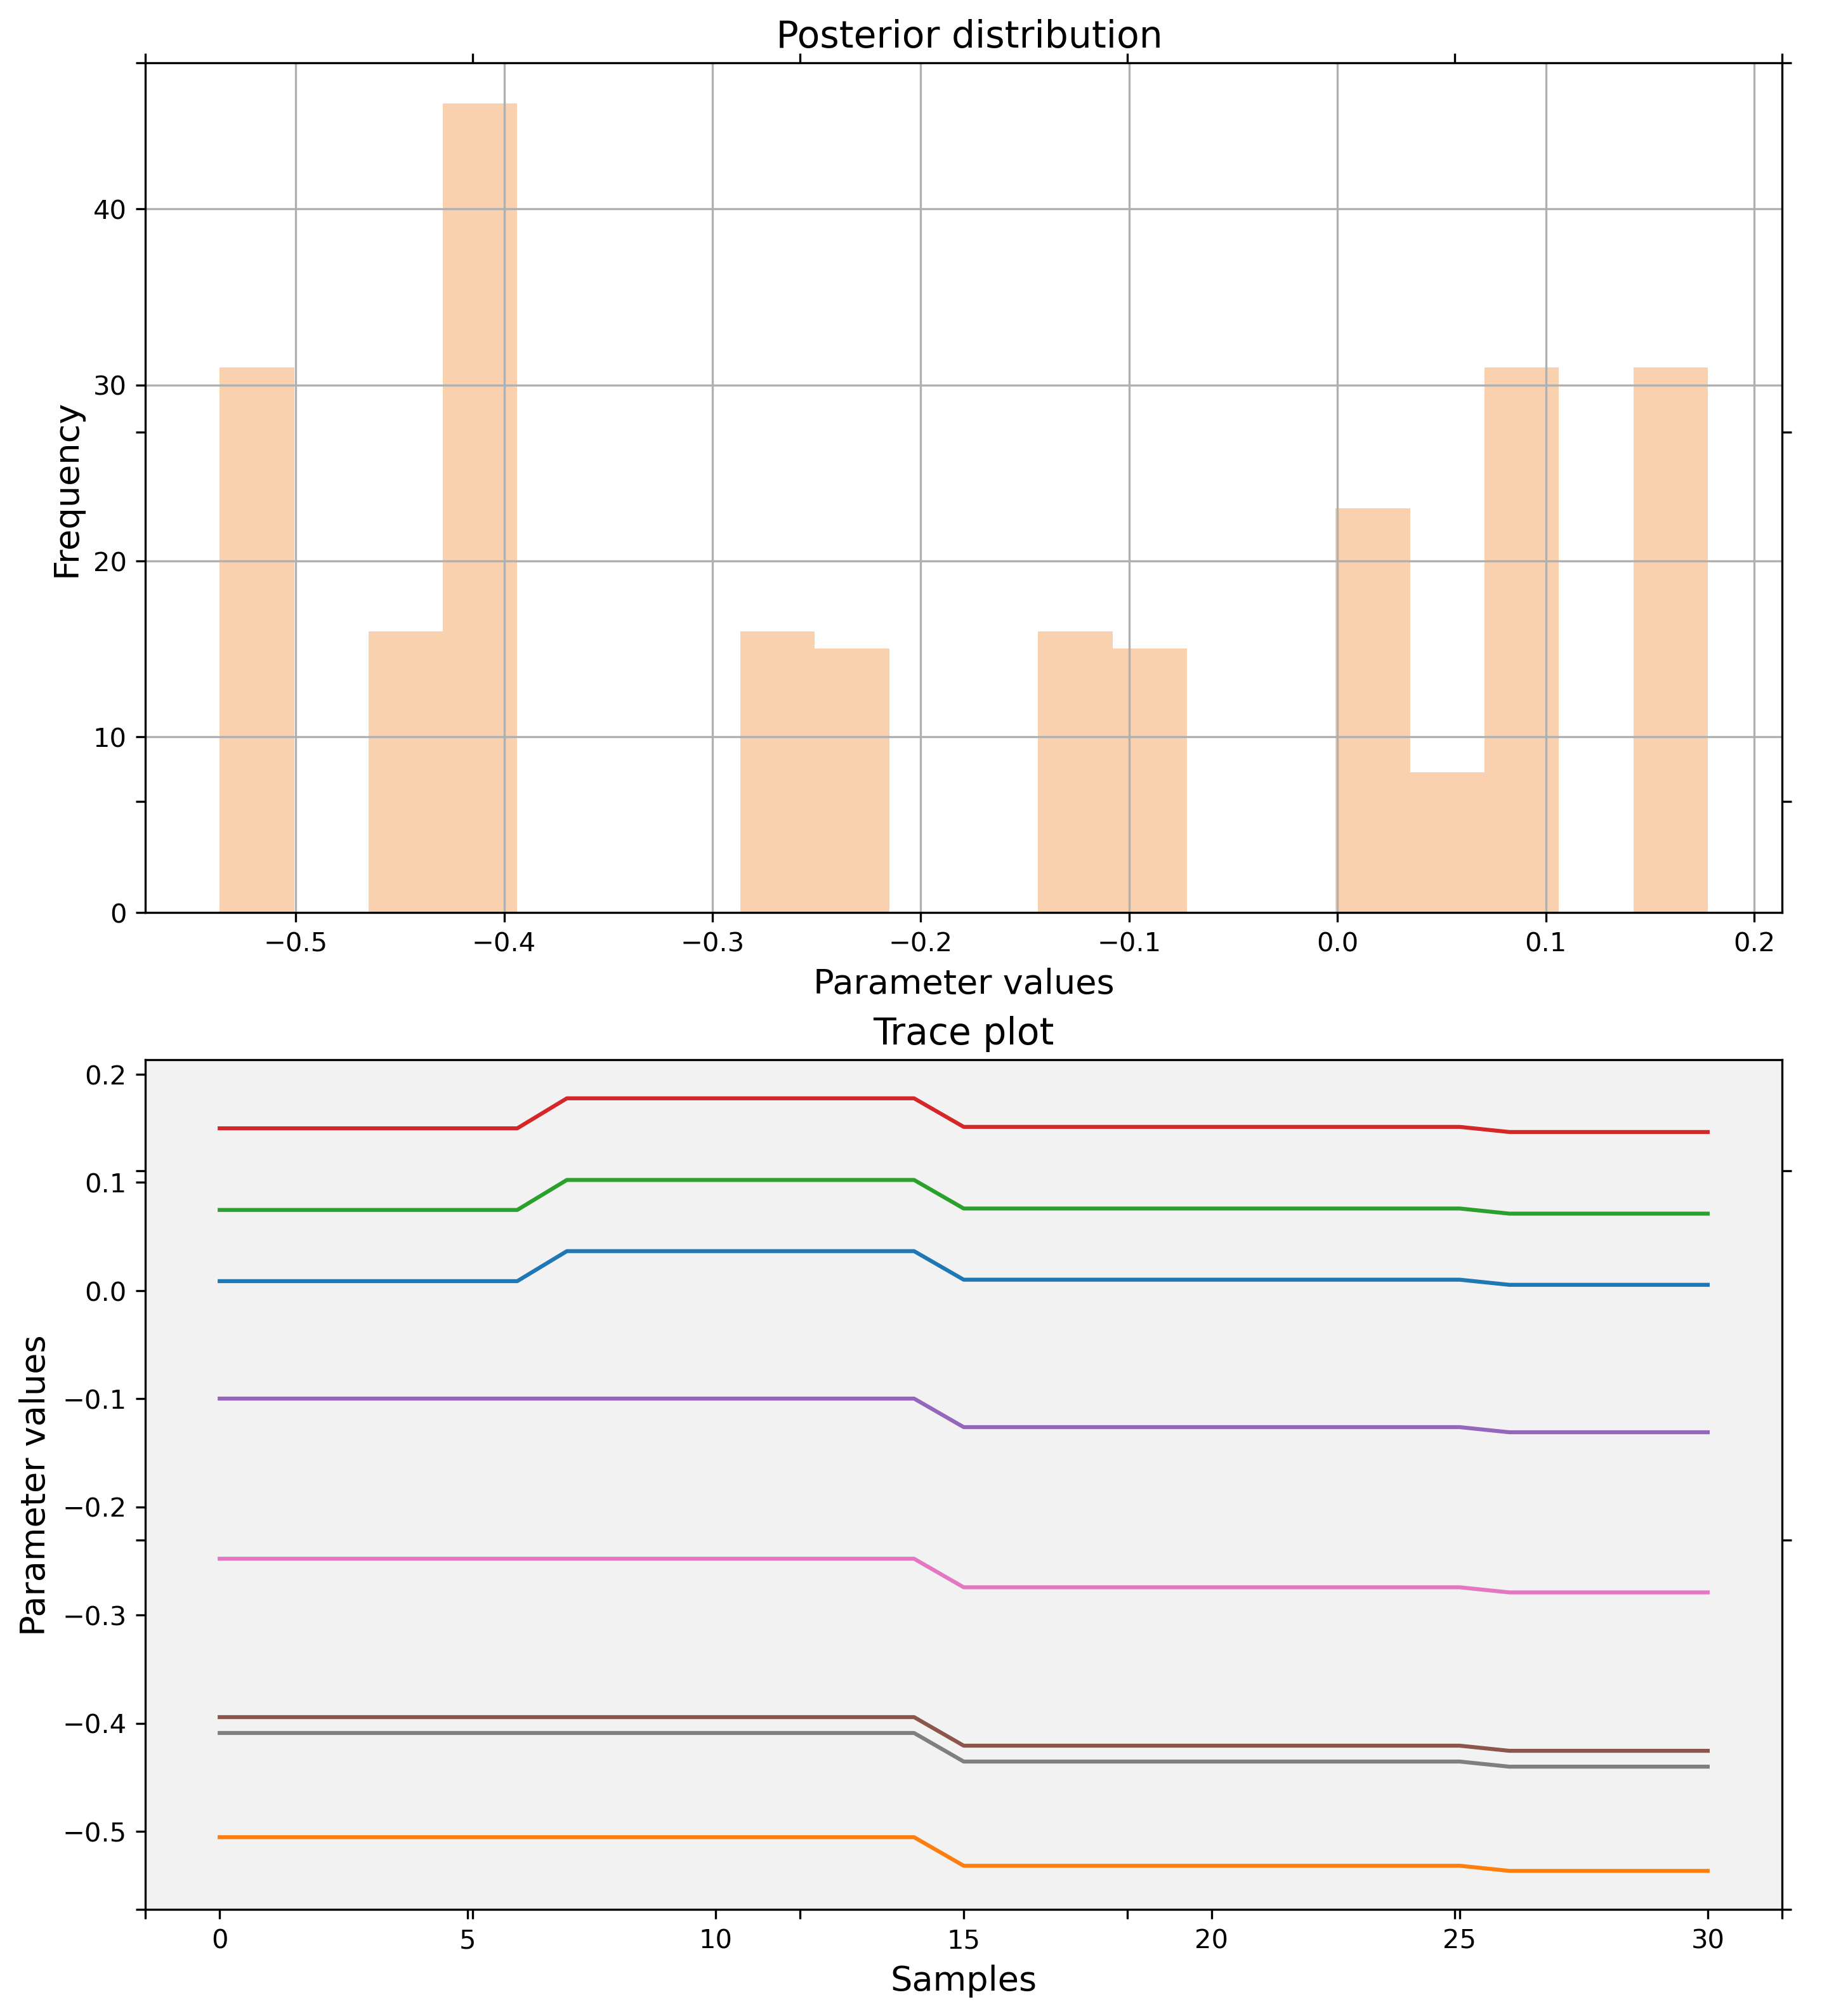 Posterior distribution
Frequency
40
30
20
10
0
−0.5 −0.4 −0.3 −0.2 −0.1 0.0 0.1 0.2
Parameter values
Trace plot
Parameter values
0.2
0.1
0.0
−0.1
−0.2
−0.3
−0.4
−0.5
0 5 10 15 20 25 30
Samples